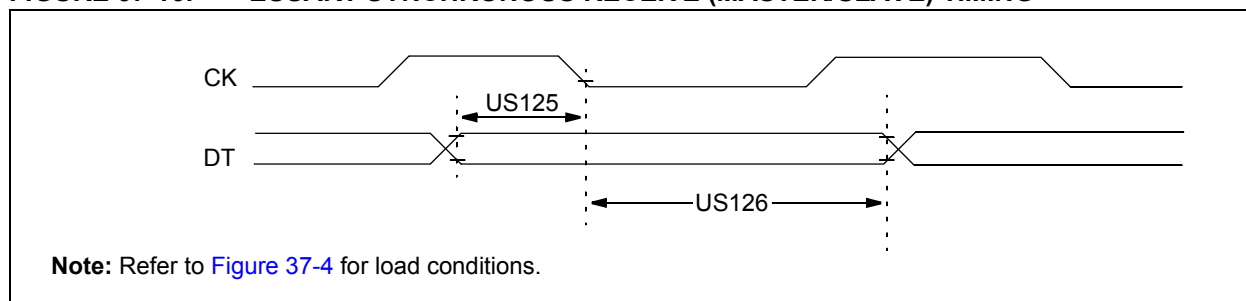 CK
US125
DT
US126
Note: Refer to Figure 37-4 for load conditions.